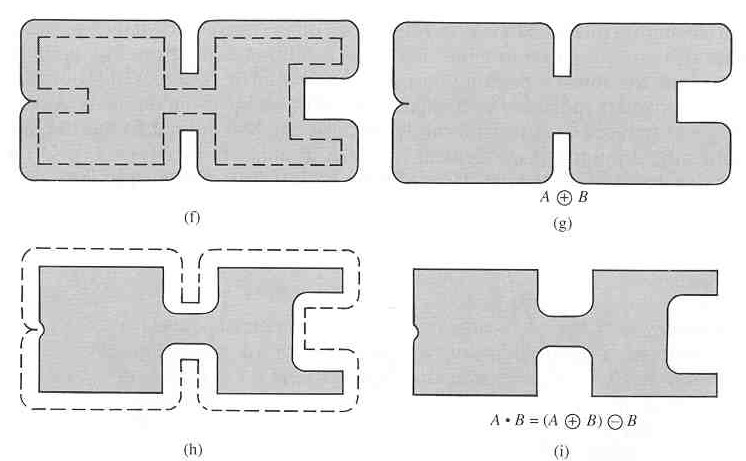 (f)
A ⊕ B
(g)
(h)
A • B = (A ⊕ B) ⊖ B
(i)